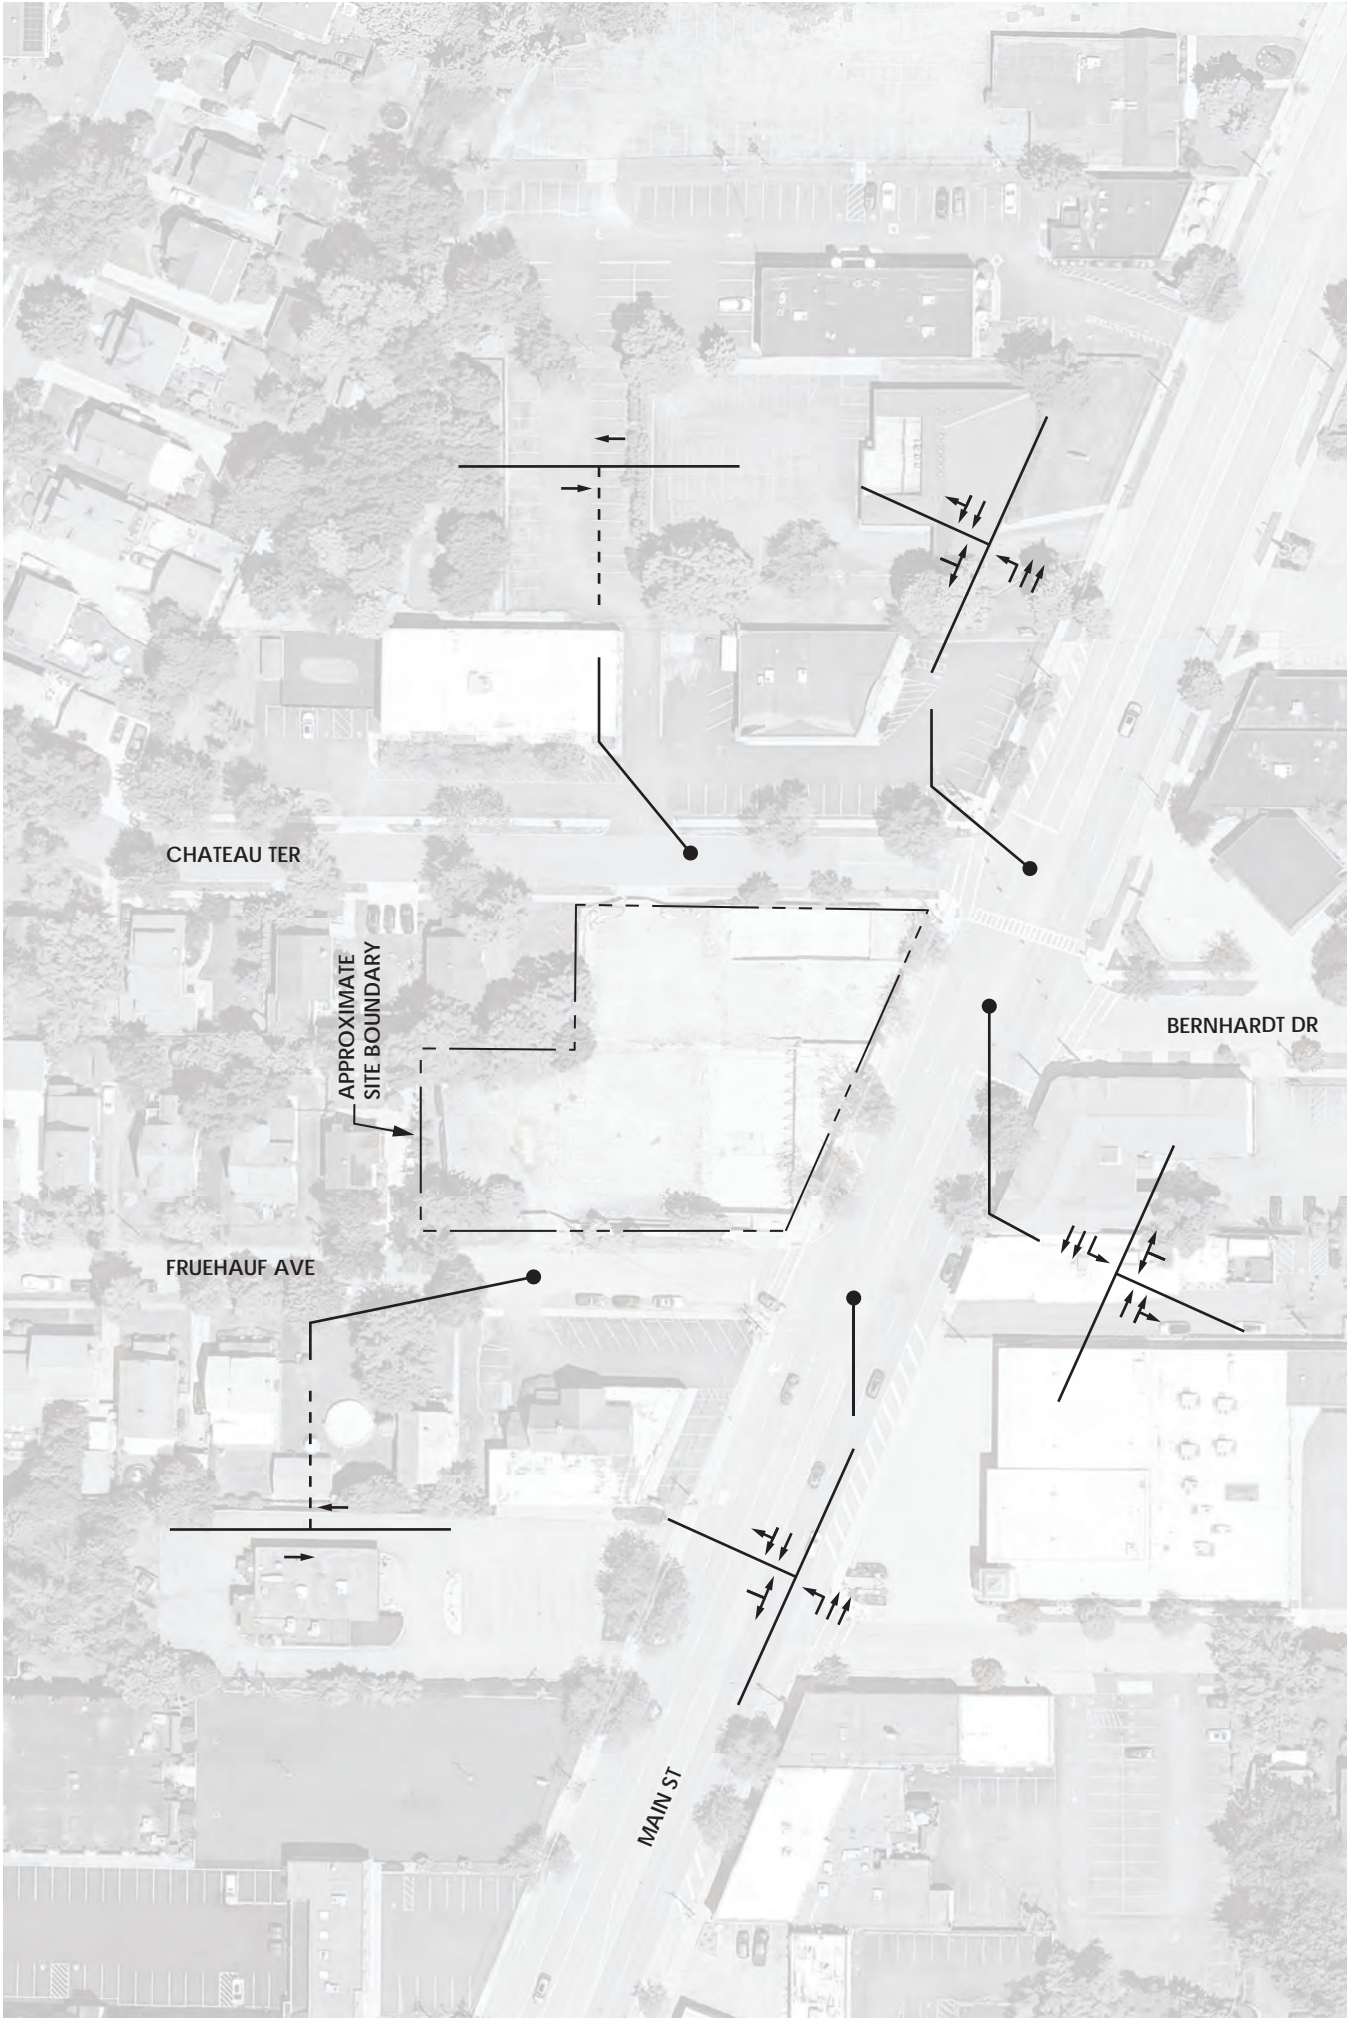 CHATEAU TER
APPROXIMATE
SITE BOUNDARY
BERNHARDT DR
FRUEHAUF AVE
MAIN ST